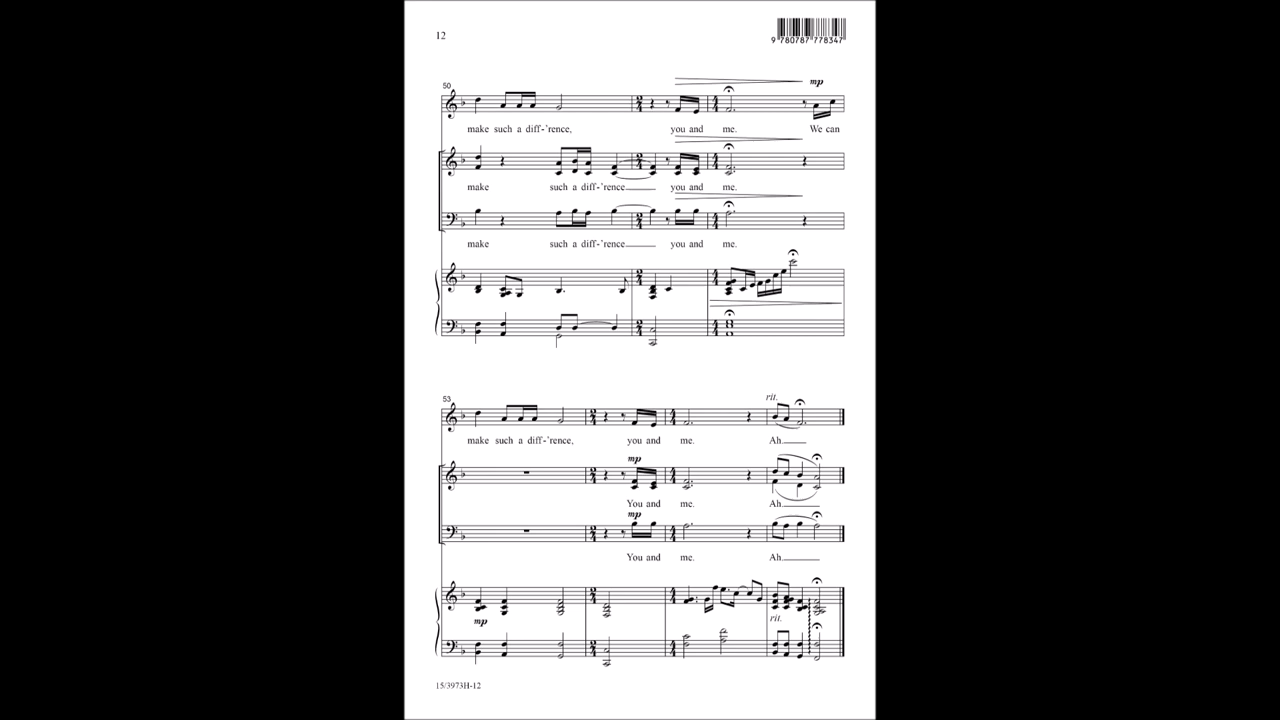 12
9 780787 778347
50
mp
make such a diff-'rence, you and me. We can
make such a diff-'rence you and me.
make such a diff-'rence you and me.
53
rit.
make such a diff-'rence, you and me. Ah.
mp
You and me. Ah.
mp
You and me. Ah.
mp
rit.
15/3973H-12